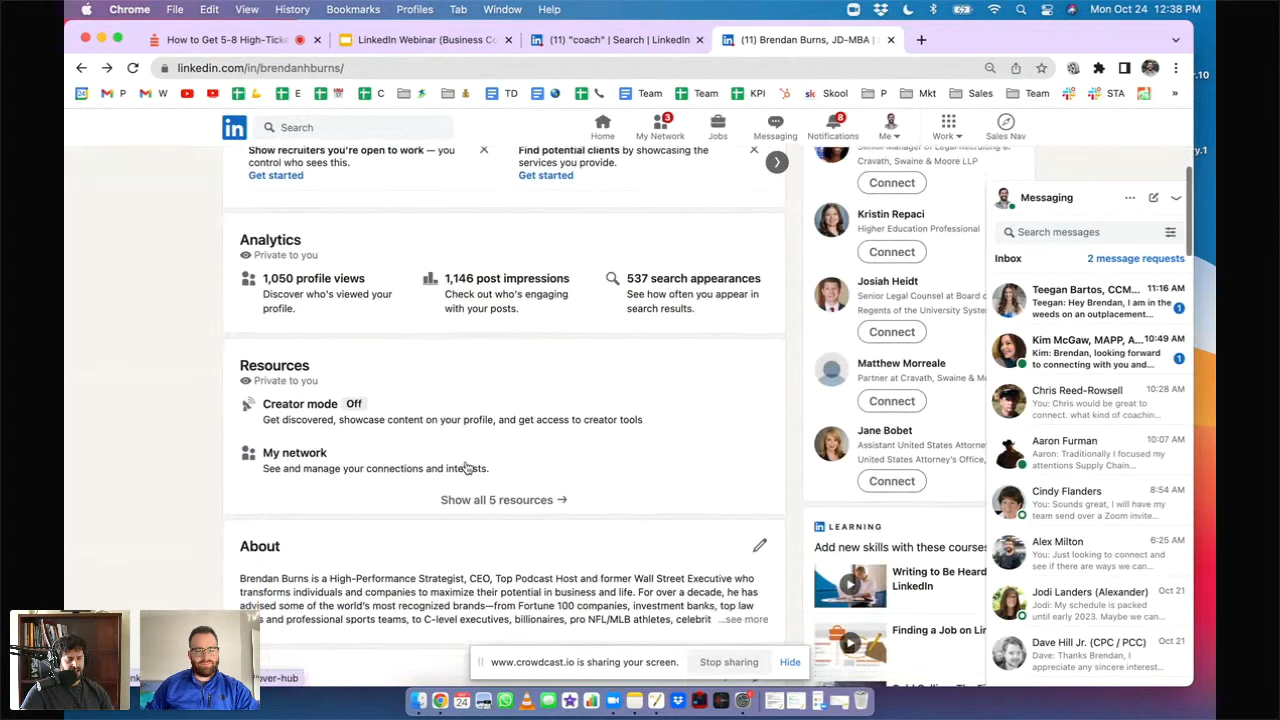 Chrome File Edit View History Bookmarks Profiles Tab Window Help Mon Oct 24 12:38 PM
How to Get 5-8 High-Ticke
LinkedIn Webinar (Business Co
(11) "coach" | Search | LinkedIn
(11) Brendan Burns, JD-MBA |
linkedin.com/in/brendanhburns/
.10
P W E C TD Team Team KPI Skool P Mkt Sales Team STA »
Search
3
8
Home My Network Jobs Messaging Notifications Me Work Sales Nav
y.1
Show recruiters you're open to work — you
control who sees this.
Get started
Find potential clients by showcasing the
services you provide.
Get started
Analytics
Private to you
1,050 profile views
Discover who's viewed your
profile.
1,146 post impressions
Check out who's engaging
with your posts.
537 search appearances
See how often you appear in
search results.
Resources
Private to you
Creator mode Off
Get discovered, showcase content on your profile, and get access to creator tools
My network
See and manage your connections and interests.
Show all 5 resources →
About
Brendan Burns is a High-Performance Strategist, CEO, Top Podcast Host and former Wall Street Executive who
transforms individuals and companies to maximize their potential in business and life. For over a decade, he has
advised some of the world's most recognized brands—from Fortune 100 companies, investment banks, top law
s and professional sports teams, to C-level executives, billionaires, pro NFL/MLB athletes, celebrit ...see more
Cravath, Swaine & Moore LLP
Connect
Kristin Repaci
Higher Education Professional
Connect
Josiah Heidt
Senior Legal Counsel at Board o
Regents of the University Syste
Connect
Matthew Morreale
Partner at Cravath, Swaine & M
Connect
Jane Bobet
Assistant United States Attorne
United States Attorney's Office,
Connect
in LEARNING
Add new skills with these courses
Writing to Be Heard
LinkedIn
Finding a Job on Lin
Messaging
Search messages
Inbox 2 message requests
Teegan Bartos, CCM... 11:16 AM
Teegan: Hey Brendan, I am in the
weeds on an outplacement... 1
Kim McGaw, MAPP, A... 10:49 AM
Kim: Brendan, looking forward
to connecting with you and... 1
Chris Reed-Rowsell 10:28 AM
You: Chris would be great to
connect. what kind of coachin...
Aaron Furman 10:07 AM
Aaron: Traditionally I focused my
attentions Supply Chain...
Cindy Flanders 8:54 AM
You: Sounds great, I will have my
team send over a Zoom invite...
Alex Milton 6:25 AM
You: Just looking to connect and
see if there are ways we can...
Jodi Landers (Alexander) Oct 21
Jodi: My schedule is packed
until early 2023. Maybe we can...
Dave Hill Jr. (CPC / PCC) Oct 21
Dave: Thanks Brendan, I
appreciate any sincere interest...
www.crowdcast.io is sharing your screen. Stop sharing Hide
ver-hub
24